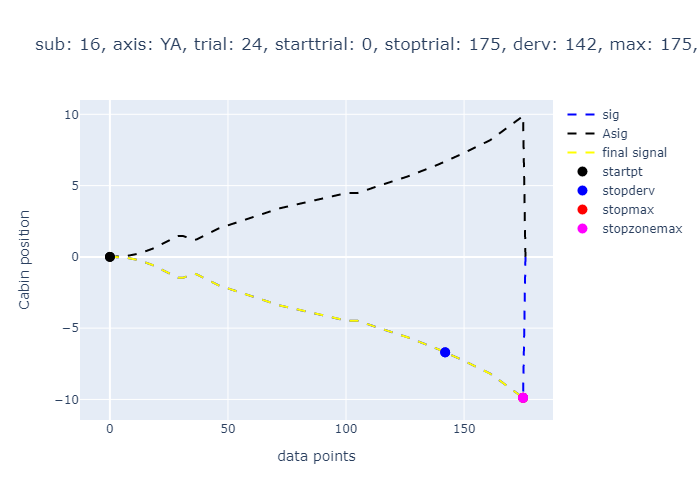 sub: 16, axis: YA, trial: 24, starttrial: 0, stoptrial: 175, derv: 142, max: 175,
10
5
0
−5
−10
Cabin position
0
50
100
150
data points
sig
Asig
final signal
startpt
stopderv
stopmax
stopzonemax